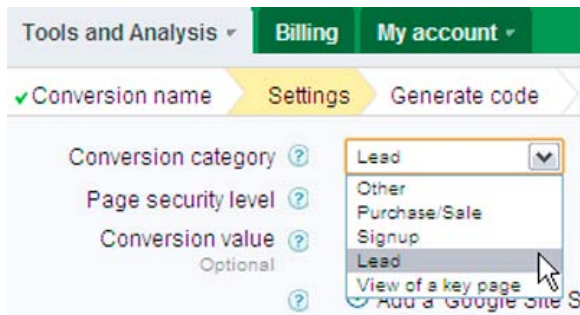 Tools and Analysis Billing My account
Conversion name Settings Generate code
Conversion category ? Lead
Page security level ? Other
Purchase/Sale
Conversion value ? Signup
Optional Lead
View of a key page
? Add a Google Site S